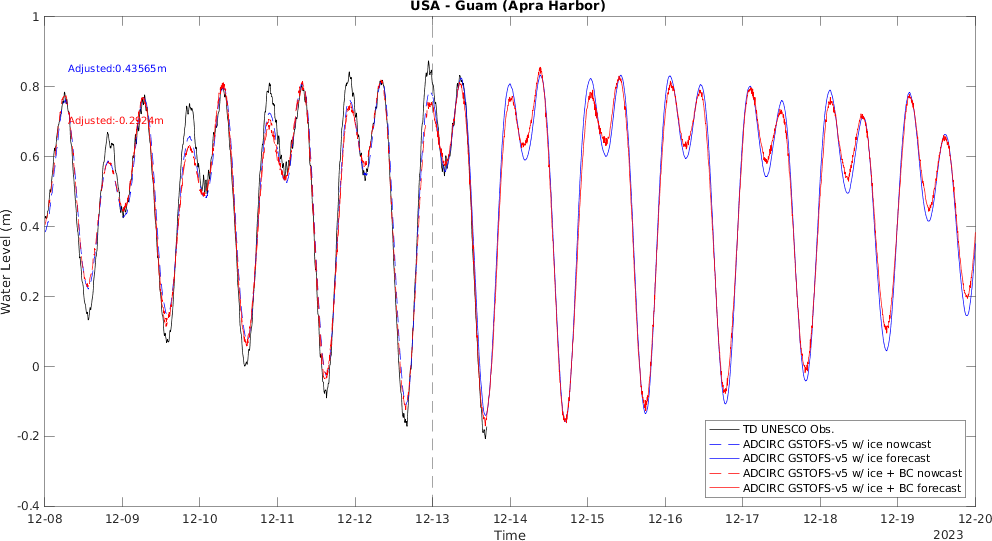 USA - Guam (Apra Harbor)
1
0.8
0.6
0.4
0.2
0
-0.2
-0.4
Water Level (m)
Adjusted:0.43565m
Adjusted:-0.2924m
TD UNESCO Obs.
ADCIRC GSTOFS-v5 w/ ice nowcast
ADCIRC GSTOFS-v5 w/ ice forecast
ADCIRC GSTOFS-v5 w/ ice + BC nowcast
ADCIRC GSTOFS-v5 w/ ice + BC forecast
12-08 12-09 12-10 12-11 12-12 12-13 12-14 12-15 12-16 12-17 12-18 12-19 12-20
Time
2023